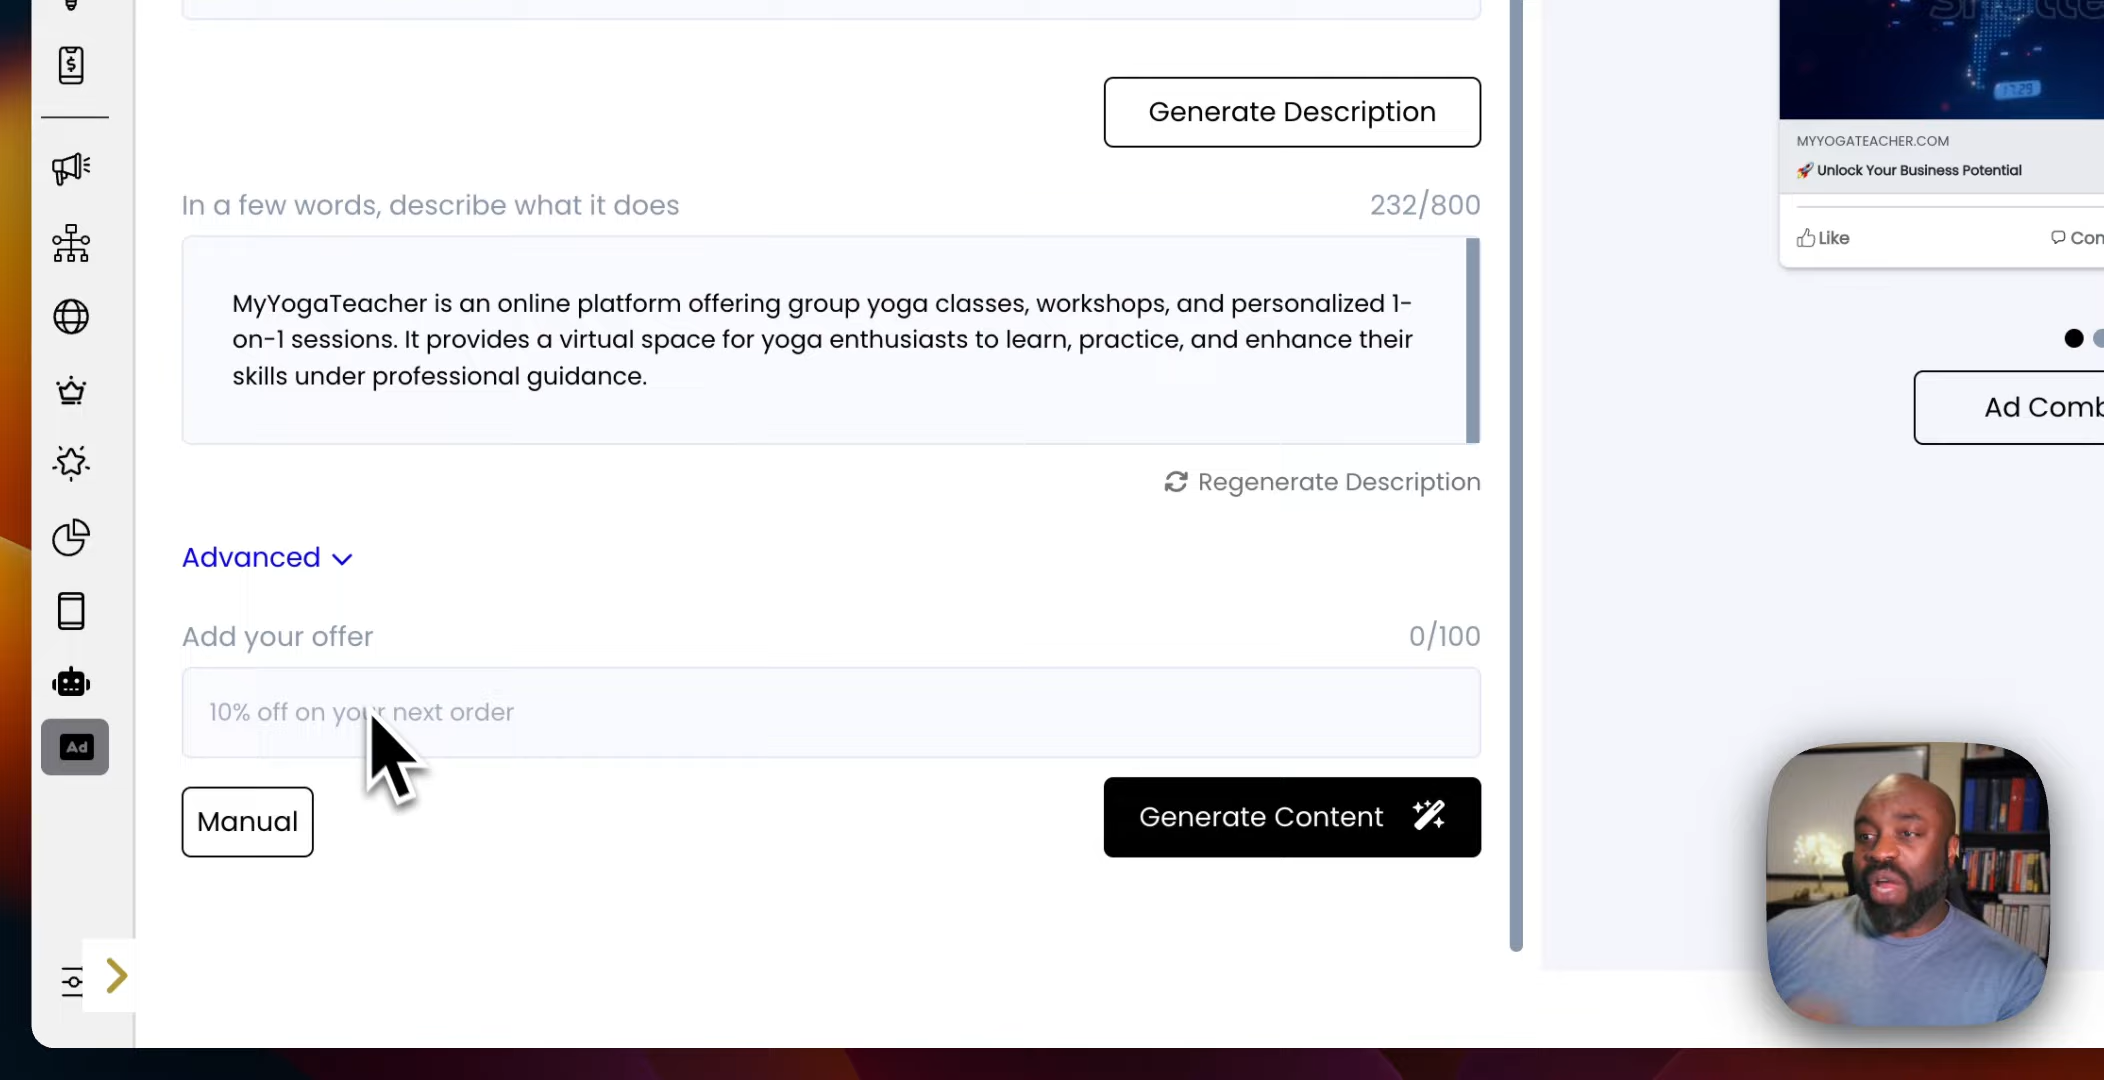 Generate Description
MYYOGATEACHER.COM
🚀 Unlock Your Business Potential
In a few words, describe what it does
232/800
Like
MyYogaTeacher is an online platform offering group yoga classes, workshops, and personalized 1-
on-1 sessions. It provides a virtual space for yoga enthusiasts to learn, practice, and enhance their
skills under professional guidance.
Ad Comb
Regenerate Description
Advanced
Add your offer
0/100
10% off on your next order
Ad
Manual
Generate Content